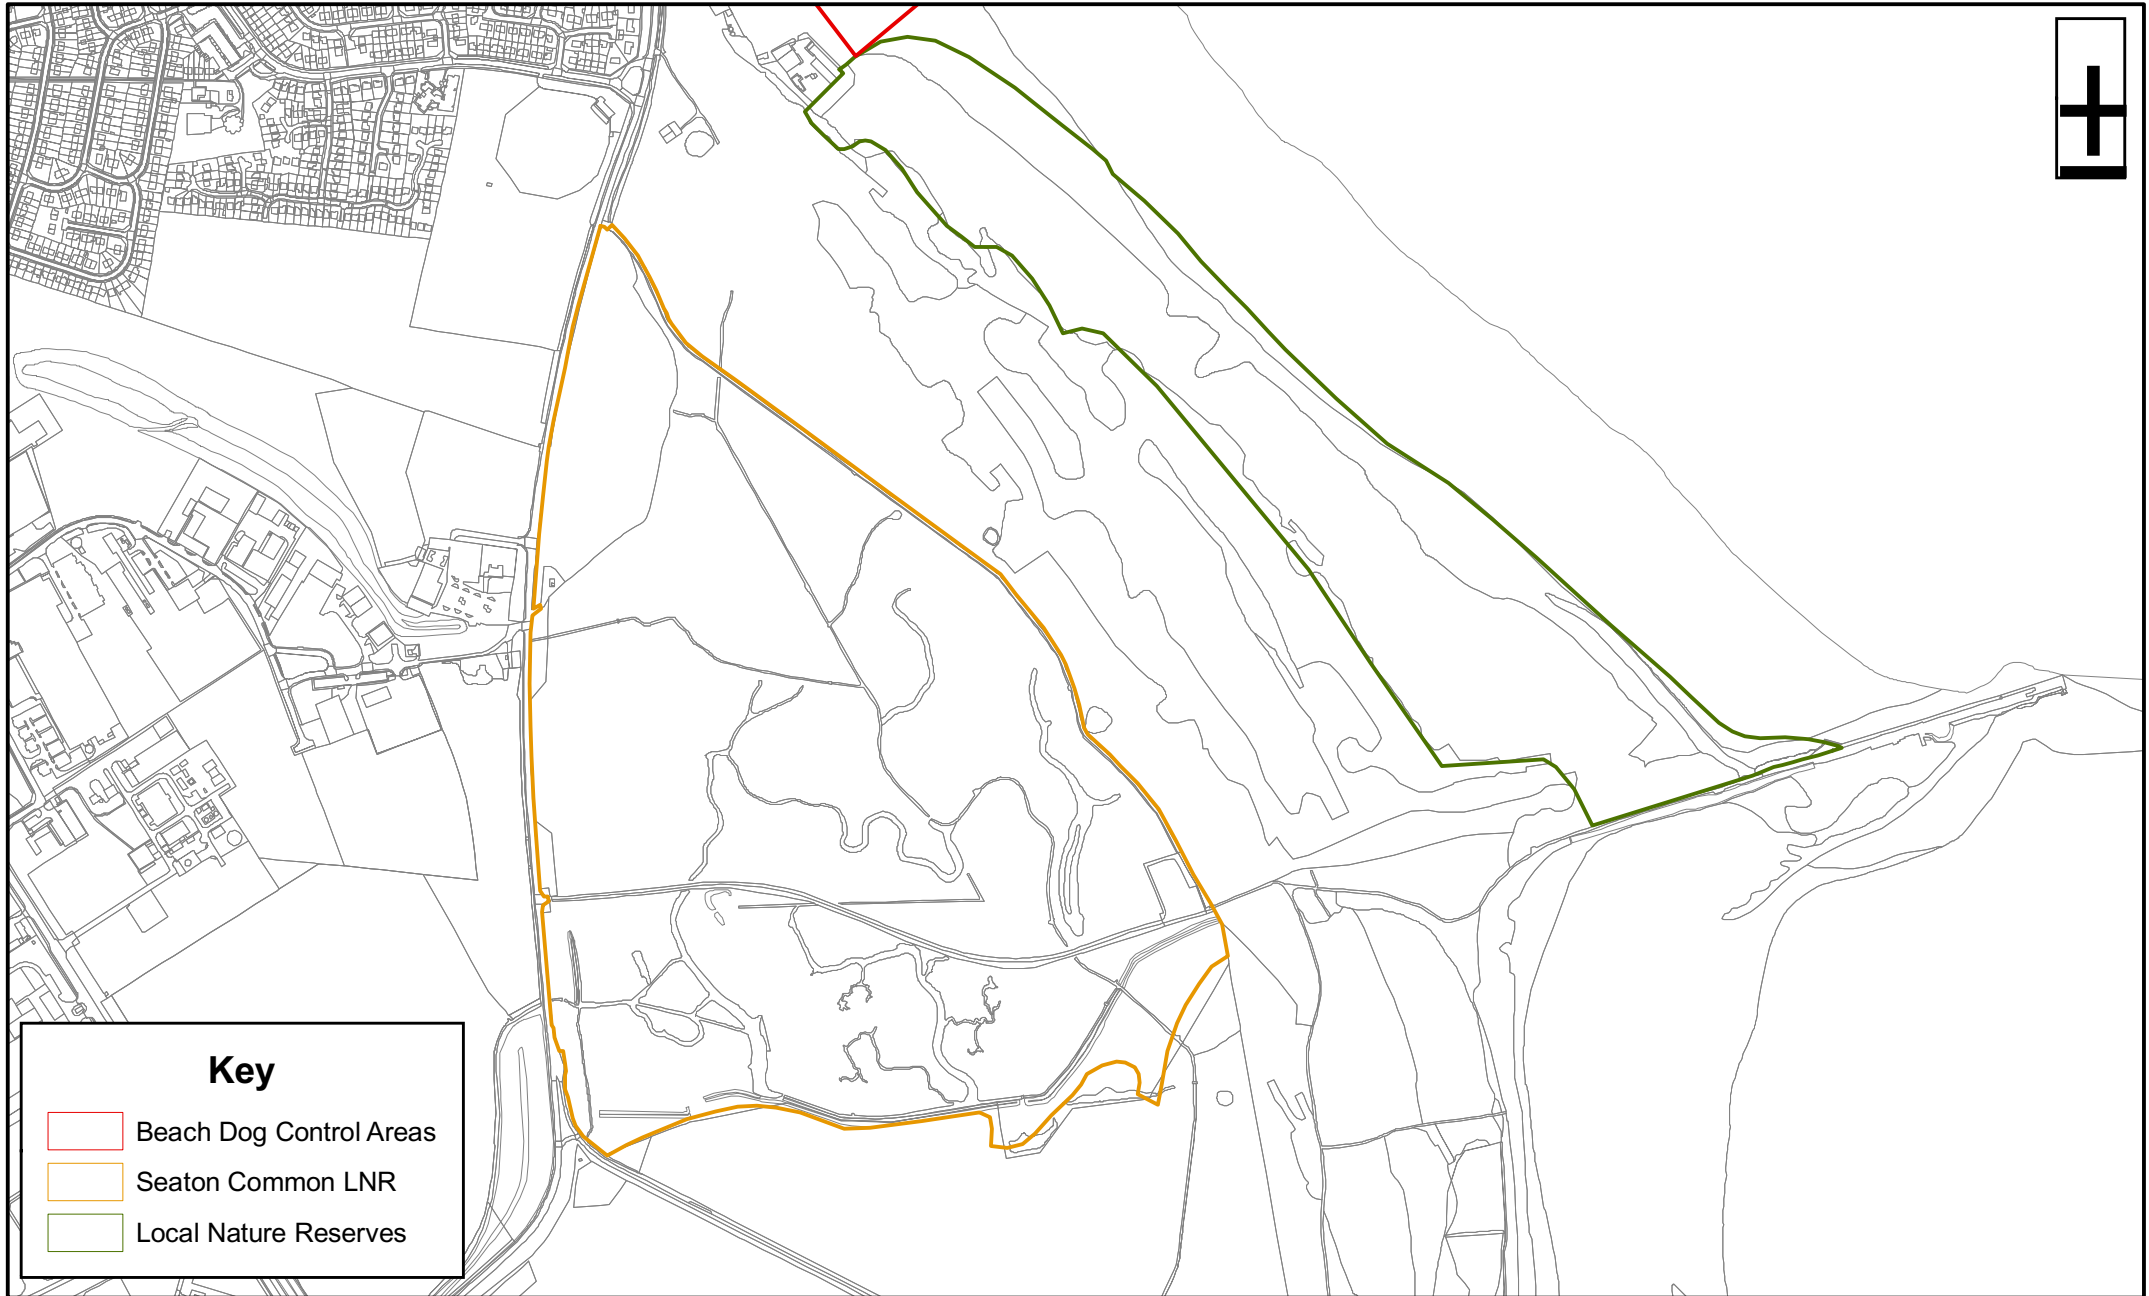 Key
Beach Dog Control Areas
Seaton Common LNR
Local Nature Reserves